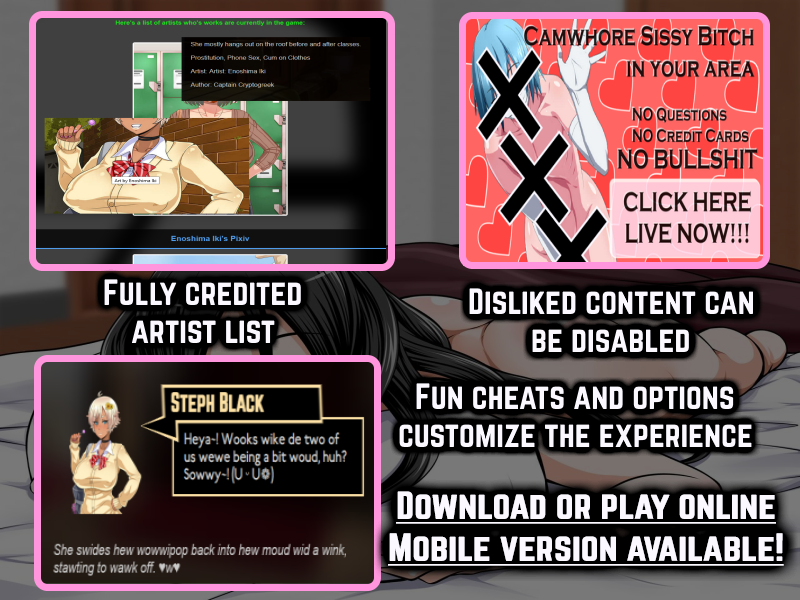 Here's a list of artists who's works are currently in the game:
She mostly hangs out on the roof before and after classes.
Prostitution, Phone Sex, Cum on Clothes
Artist: Artist: Enoshima Iki
Author: Captain Cryptogreek
Art by Enoshima Iki
Enoshima Iki's Pixiv
FULLY CREDITED
ARTIST LIST
CAMWHORE SISSY BITCH
IN YOUR AREA
NO QUESTIONS
NO CREDIT CARDS
NO BULLSHIT
CLICK HERE
LIVE NOW!!!
DISLIKED CONTENT CAN
BE DISABLED
STEPH BLACK
Heya~! Wooks wike de two of
us wewe being a bit woud, huh?
Sowwy~! (U ᵕ U❁)
She swides hew wowwipop back into hew moud wid a wink,
stawting to wawk off. ♥w♥
FUN CHEATS AND OPTIONS
CUSTOMIZE THE EXPERIENCE
DOWNLOAD OR PLAY ONLINE
MOBILE VERSION AVAILABLE!